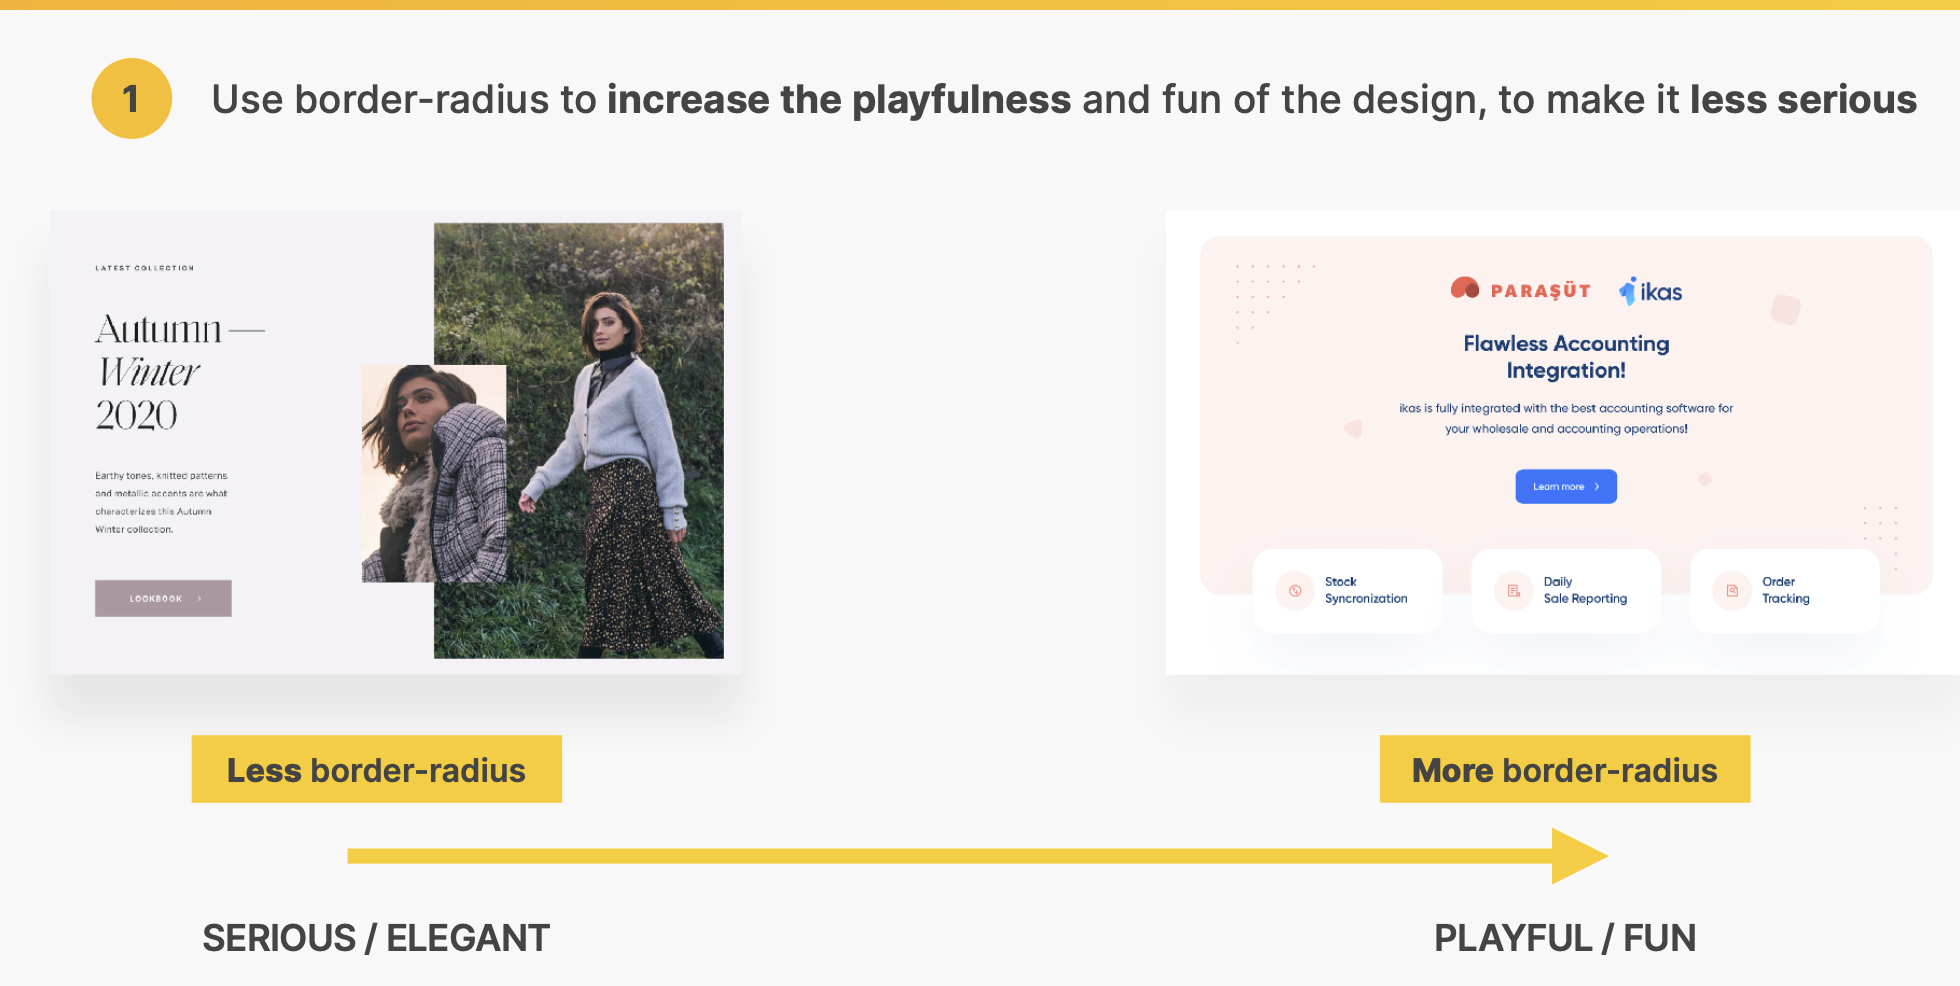 1
Use border-radius to increase the playfulness and fun of the design, to make it less serious
LATEST COLLECTION
Autumn —
Winter
2020
Earthy tones, knitted patterns
and metallic accents are what
characterizes this Autumn
Winter collection.
LOOKBOOK >
PARAŞÜT ikas
Flawless Accounting
Integration!
ikas is fully integrated with the best accounting software for
your wholesale and accounting operations!
Learn more >
Stock
Syncronization
Daily
Sale Reporting
Order
Tracking
Less border-radius
More border-radius
SERIOUS / ELEGANT
PLAYFUL / FUN